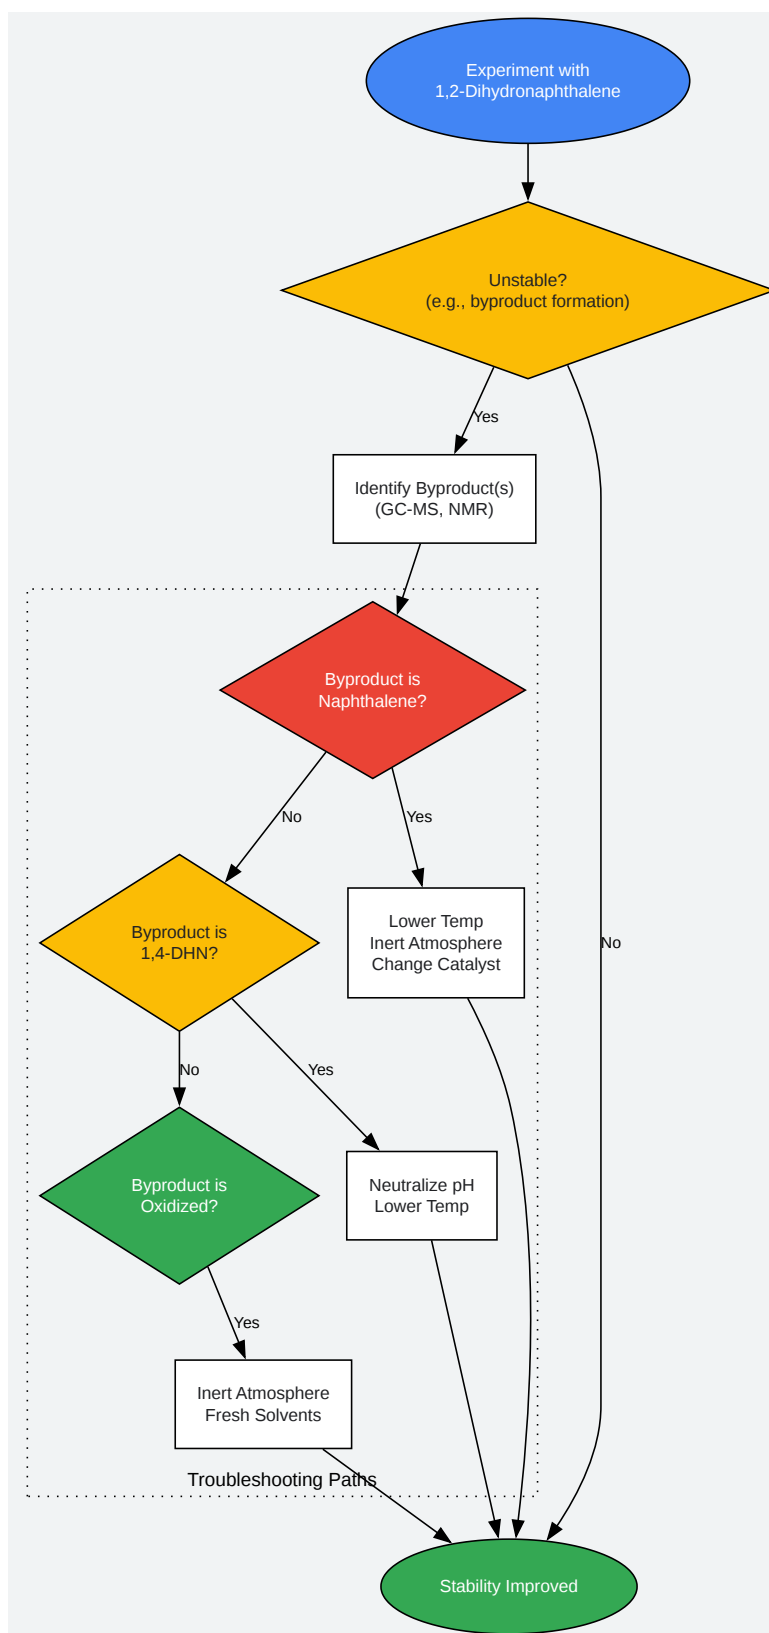 Experiment with
1,2-Dihydronaphthalene
Unstable?
(e.g., byproduct formation)
Yes
Identify Byproduct(s)
(GC-MS, NMR)
Byproduct is
Naphthalene?
No
Yes
Byproduct is
1,4-DHN?
Lower Temp
Inert Atmosphere
Change Catalyst
No
No
Yes
Byproduct is
Oxidized?
Neutralize pH
Lower Temp
Yes
Inert Atmosphere
Fresh Solvents
Troubleshooting Paths
Stability Improved